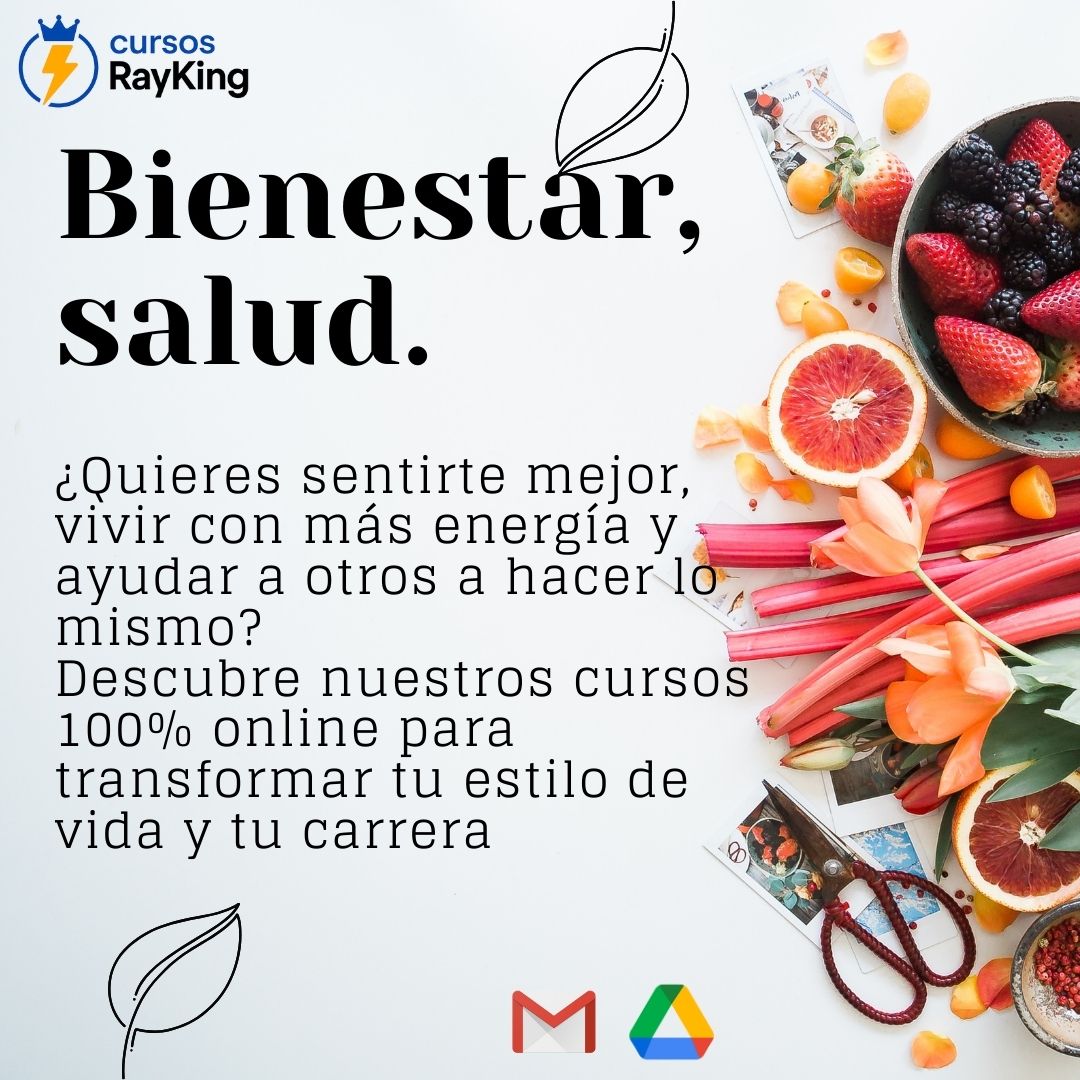 cursos
RayKing
Bienestar,
salud.
¿Quieres sentirte mejor,
vivir con más energía y
ayudar a otros a hacer lo
mismo?
Descubre nuestros cursos
100% online para
transformar tu estilo de
vida y tu carrera